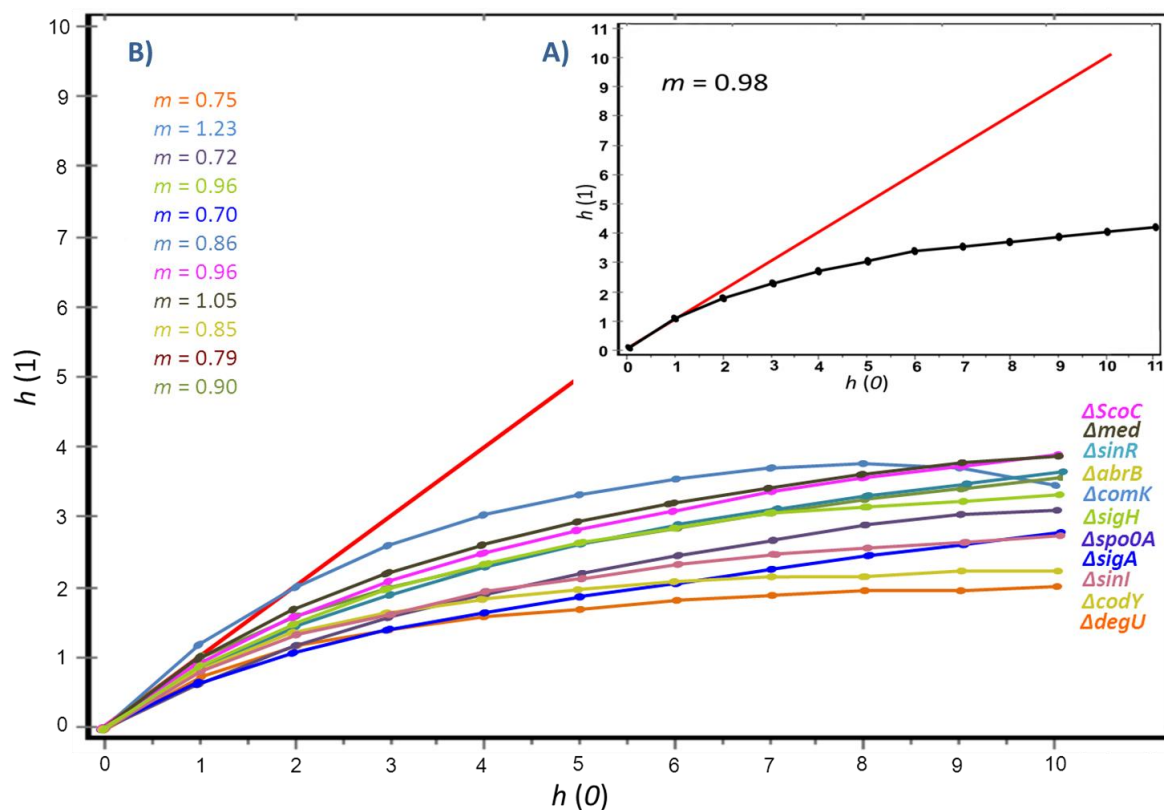 B)
m = 0.75
m = 1.23
m = 0.72
m = 0.96
m = 0.70
m = 0.86
m = 0.96
m = 1.05
m = 0.85
m = 0.79
m = 0.90
10
9
8
7
6
5
4
3
2
1
0
h (1)
0 1 2 3 4 5 6 7 8 9 10
h (0)
A)
m = 0.98
11
10
9
8
7
6
5
4
3
2
1
0
h (1)
0 1 2 3 4 5 6 7 8 9 10 11
h (0)
ΔScoC
Δmed
ΔsinR
ΔabrB
ΔcomK
ΔsigH
Δspo0A
ΔsigA
ΔsinI
ΔcodY
ΔdegU